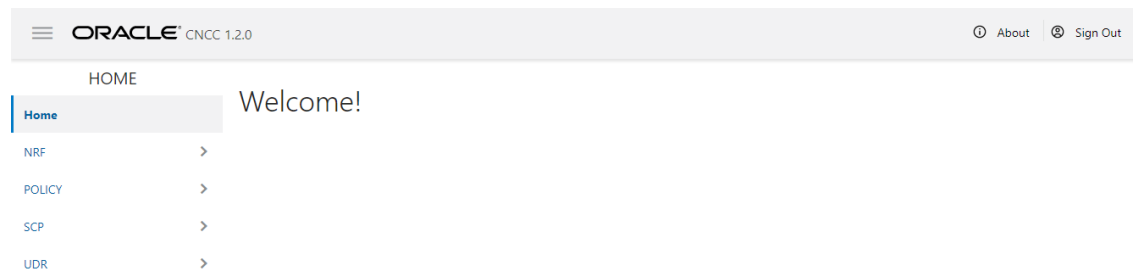 ORACLE CNCC 1.2.0
About
Sign Out
HOME
Home
NRF
POLICY
SCP
UDR
Welcome!